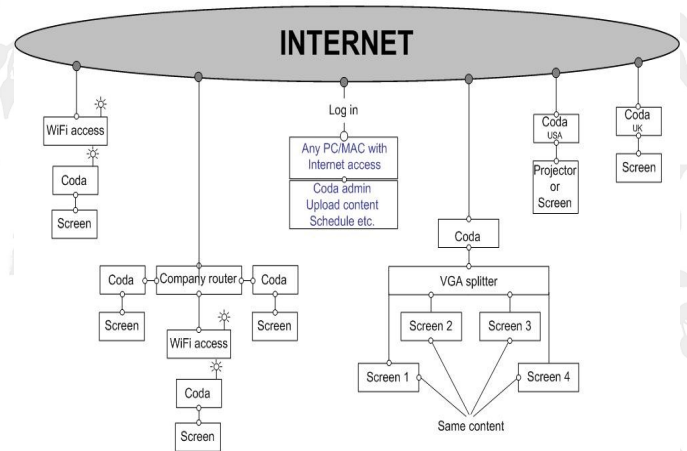 INTERNET
Log in
WiFi access
Coda
Screen
Any PC/MAC with
Internet access
Coda admin
Upload content
Schedule etc.
Coda
USA
Projector
or
Screen
Coda
UK
Screen
Coda
Company router
Coda
Screen
Screen
WiFi access
Coda
Screen
Coda
VGA splitter
Screen 2
Screen 3
Screen 1
Screen 4
Same content